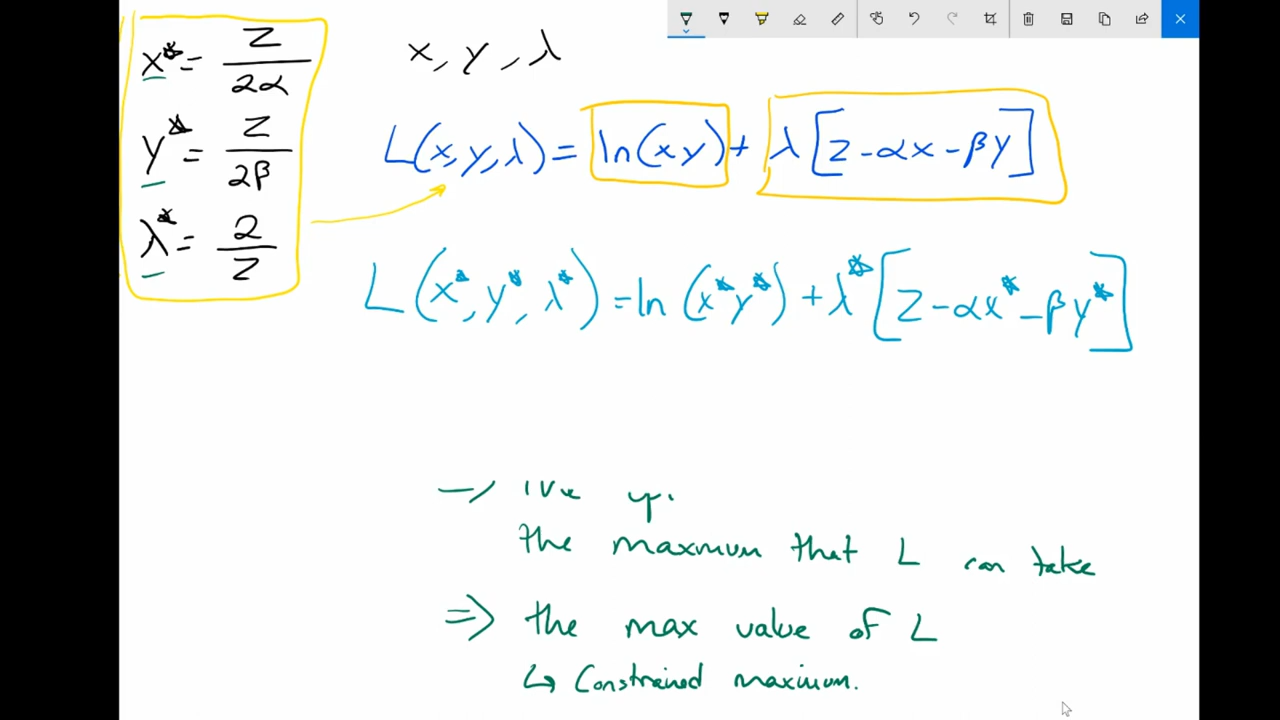 x* = Z / 2α
y* = Z / 2β
λ* = 2 / Z
x, y, λ
L(x, y, λ) = ln(xy) + λ[Z - αx - βy]
L(x*, y*, λ*) = ln(x* y*) + λ*[Z - αx* - βy*]
the maxmum that L can take
⇒ the max value of L
↳ Constrained maximum.